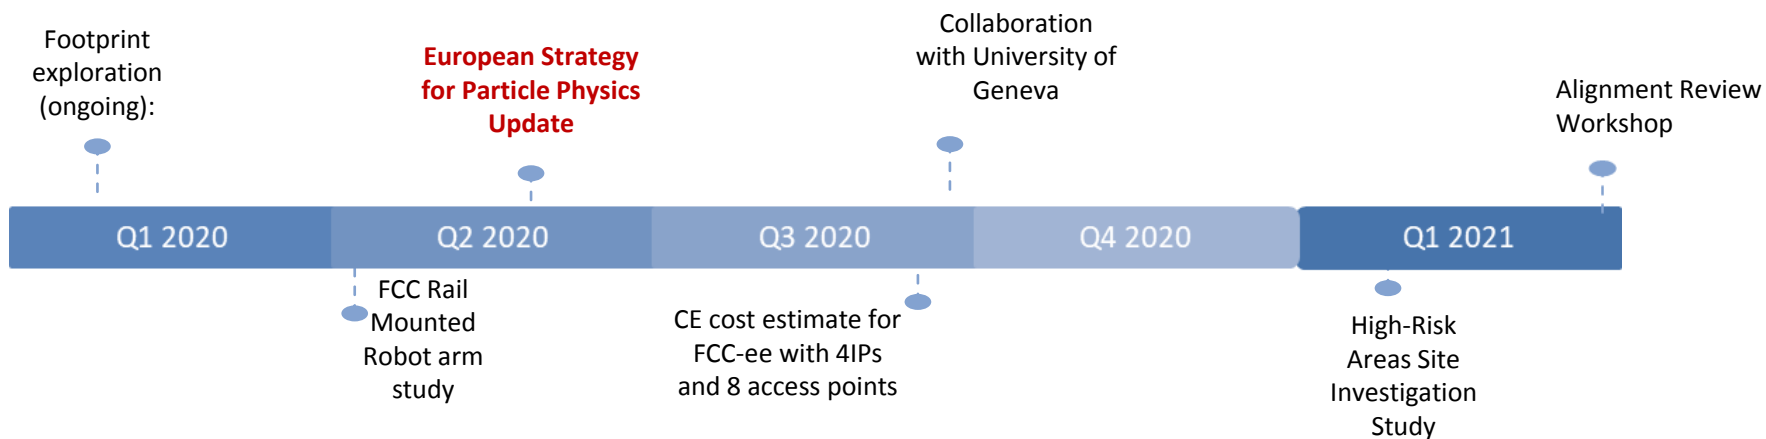 Footprint
exploration
(ongoing):
European Strategy
for Particle Physics
Update
Collaboration
with University of
Geneva
Alignment Review
Workshop
Q1 2020
Q2 2020
Q3 2020
Q4 2020
Q1 2021
FCC Rail
Mounted
Robot arm
study
CE cost estimate for
FCC-ee with 4IPs
and 8 access points
High-Risk
Areas Site
Investigation
Study